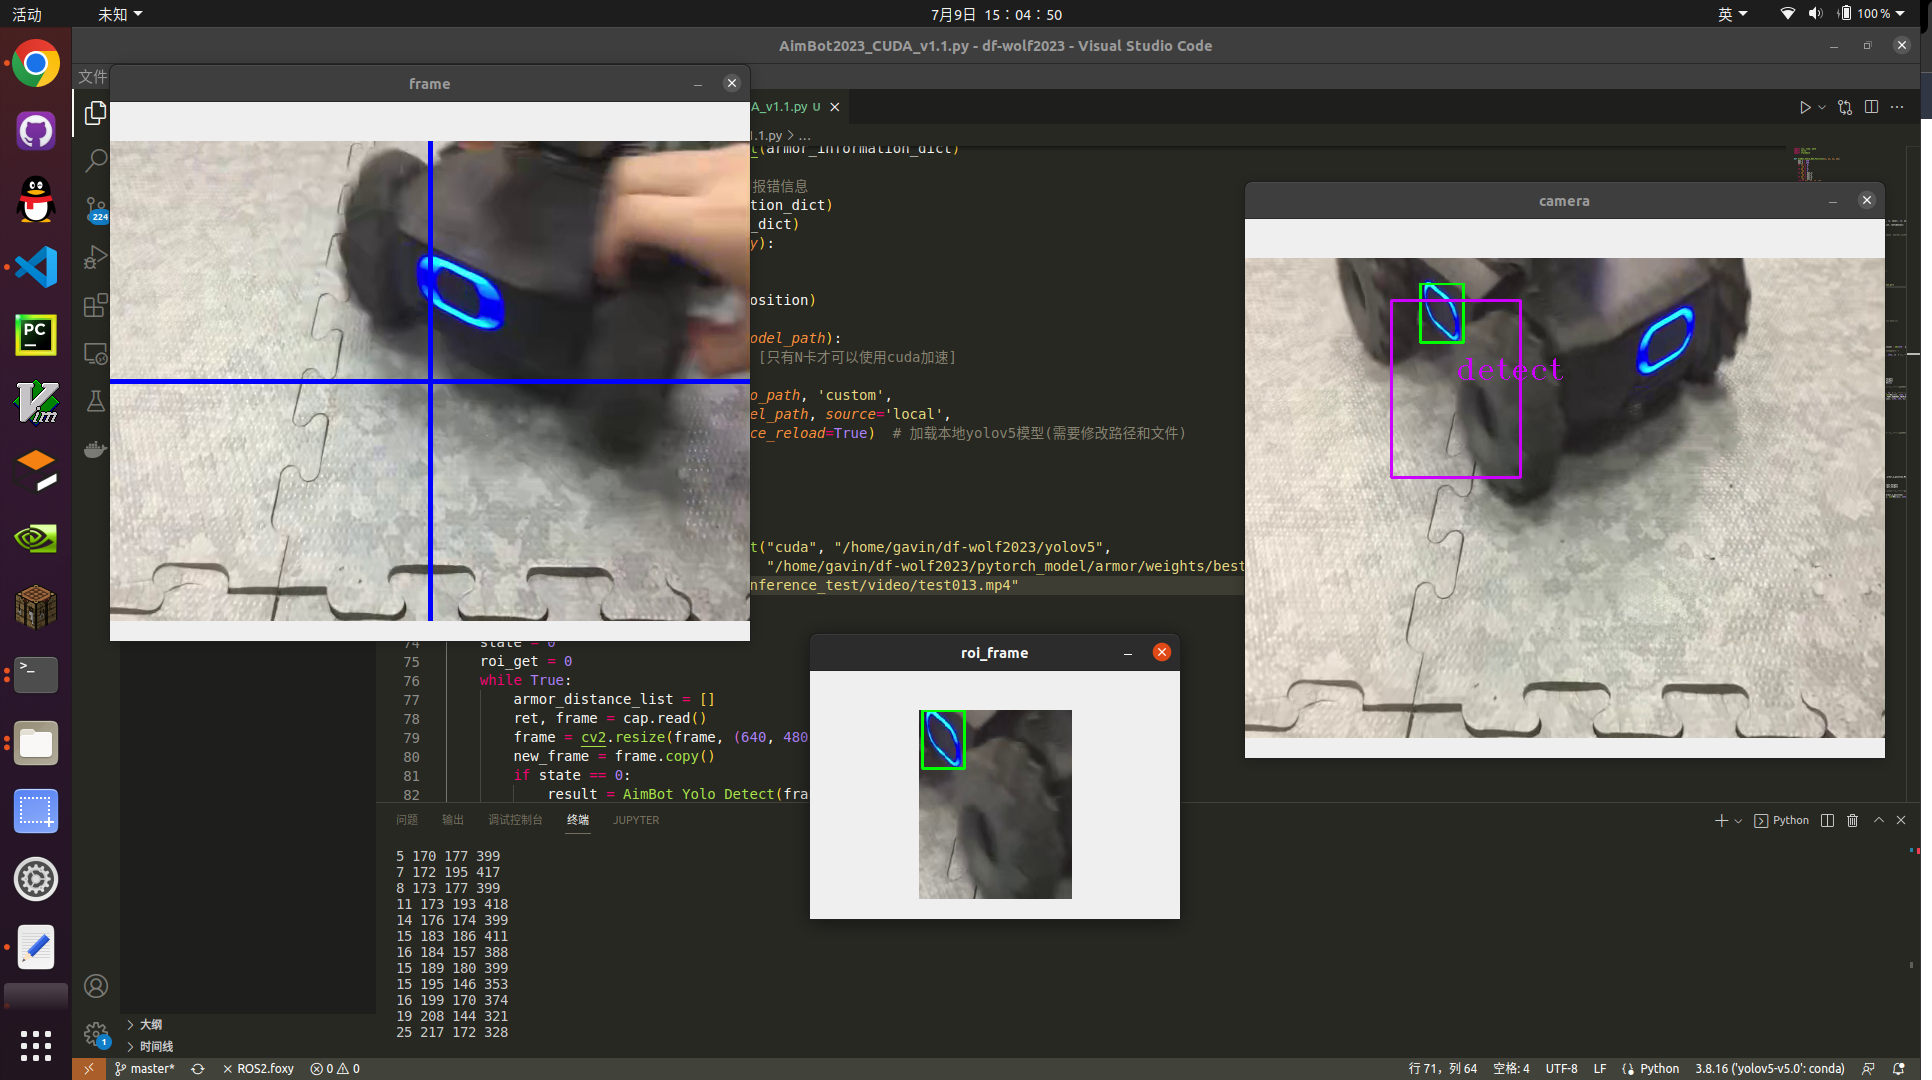 活动
未知
7月9日 15：04：50
英
100 %
AimBot2023_CUDA_v1.1.py - df-wolf2023 - Visual Studio Code
文件
frame
A_v1.1.py U
1.1.py > ...
t(armor_information_dict)
报错信息
tion_dict)
_dict)
y):
osition)
odel_path):
[只有N卡才可以使用cuda加速]
o_path, 'custom',
el_path, source='local',
ce_reload=True) # 加载本地yolov5模型(需要修改路径和文件)
t("cuda", "/home/gavin/df-wolf2023/yolov5",
"/home/gavin/df-wolf2023/pytorch_model/armor/weights/best
nference_test/video/test013.mp4"
camera
detect
224
PC
Vim
74 state = 0
75 roi_get = 0
76 while True:
77 armor_distance_list = []
78 ret, frame = cap.read()
79 frame = cv2.resize(frame, (640, 480
80 new_frame = frame.copy()
81 if state == 0:
82 result = AimBot_Yolo_Detect(fra
roi_frame
问题 输出 调试控制台 终端 JUPYTER
Python
5 170 177 399
7 172 195 417
8 173 177 399
11 173 193 418
14 176 174 399
15 183 186 411
16 184 157 388
15 189 180 399
15 195 146 353
16 199 170 374
19 208 144 321
25 217 172 328
大纲
时间线
1
master*
ROS2.foxy
0 0
行 71，列 64
空格: 4
UTF-8
LF
Python
3.8.16 ('yolov5-v5.0': conda)